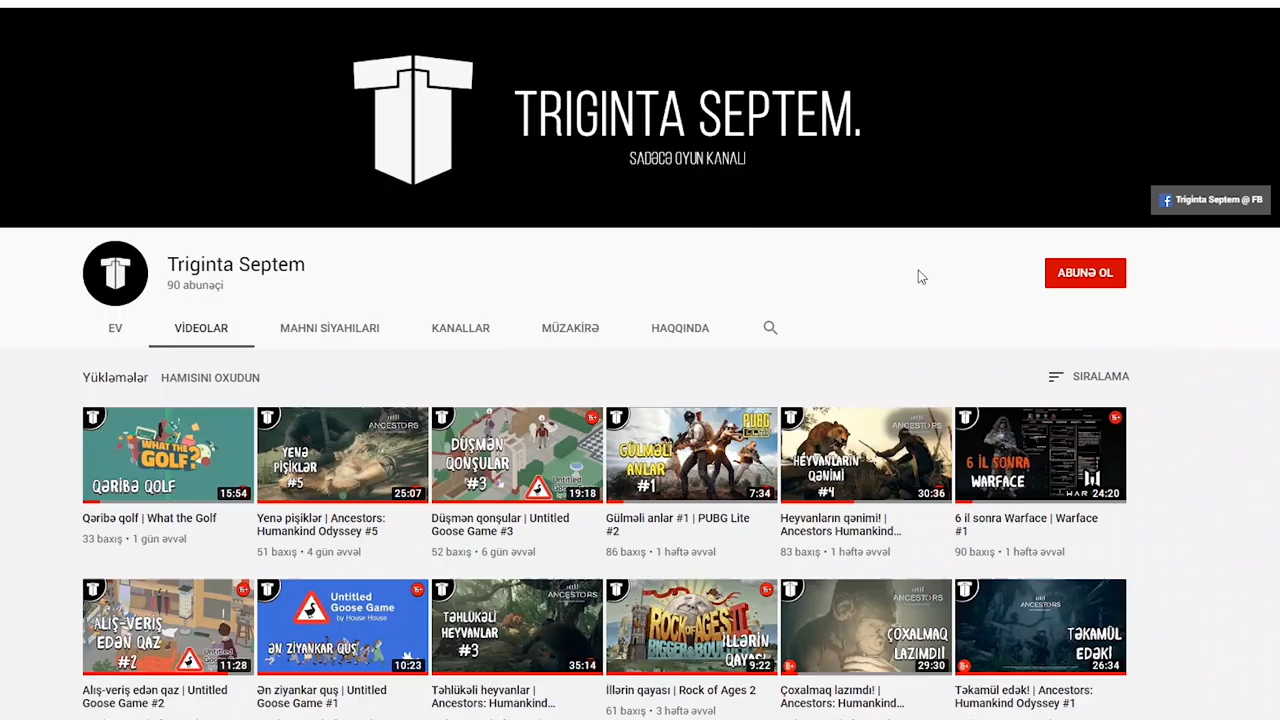 TRIGINTA SEPTEM.
SADƏCƏ OYUN KANALI
Triginta Septem @ FB
Triginta Septem
90 abunəçi
ABUNƏ OL
EV
VİDEOLAR
MAHNI SİYAHILARI
KANALLAR
MÜZAKİRƏ
HAQQINDA
Yükləmələr
HAMISINI OXUDUN
SIRALAMA
WHAT THE
GOLF?
QƏRİBƏ QOLF
15:54
ANCESTORS
YENƏ
PİŞİKLƏR
#5
25:07
DÜŞMƏN
QONŞULAR
#3
Untitled
19:18
PUBG
GÜLMƏLİ
ANLAR
#1
7:34
ANCESTORS
HEYVANLARIN
QƏNİMİ
#4
30:36
6 İL SONRA
WARFACE
24:20
Qəribə qolf | What the Golf
33 baxış • 1 gün əvvəl
Yenə pişiklər | Ancestors:
Humankind Odyssey #5
51 baxış • 4 gün əvvəl
Düşmən qonşular | Untitled
Goose Game #3
52 baxış • 6 gün əvvəl
Gülməli anlar #1 | PUBG Lite
#2
86 baxış • 1 həftə əvvəl
Heyvanların qənimi! |
Ancestors Humankind...
83 baxış • 1 həftə əvvəl
6 il sonra Warface | Warface
#1
90 baxış • 1 həftə əvvəl
ALIŞ-VERİŞ
EDƏN QAZ
#2
11:28
Untitled
Goose Game
by House House
ƏN ZİYANKAR QUŞ
10:23
ANCESTORS
TƏHLÜKƏLİ
HEYVANLAR
#3
35:14
ROCK OF AGES II
BIGGER & BOULDER
İLLƏRİN
QAYASI
9:22
ANCESTORS
ÇOXALMAQ
LAZIMDI!
29:30
ANCESTORS
TƏKAMÜL
EDƏK!
26:34
Alış-veriş edən qaz | Untitled
Goose Game #2
Ən ziyankar quş | Untitled
Goose Game #1
Təhlükəli heyvanlar |
Ancestors: Humankind...
İllərin qayası | Rock of Ages 2
61 baxış • 3 həftə əvvəl
Çoxalmaq lazımdı! |
Ancestors: Humankind...
Təkamül edək! | Ancestors:
Humankind Odyssey #1